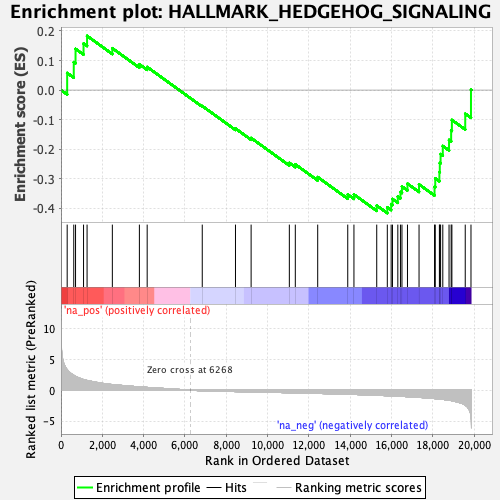 Enrichment plot: HALLMARK_HEDGEHOG_SIGNALING
Enrichment score (ES)
0.2
0.1
0.0
-0.1
-0.2
-0.3
-0.4
'na_pos' (positively correlated)
Ranked list metric (PreRanked)
10
5
0
-5
Zero cross at 6268
'na_neg' (negatively correlated)
0
2,000
4,000
6,000
8,000
10,000
12,000
14,000
16,000
18,000
20,000
Rank in Ordered Dataset
Enrichment profile
Hits
Ranking metric scores